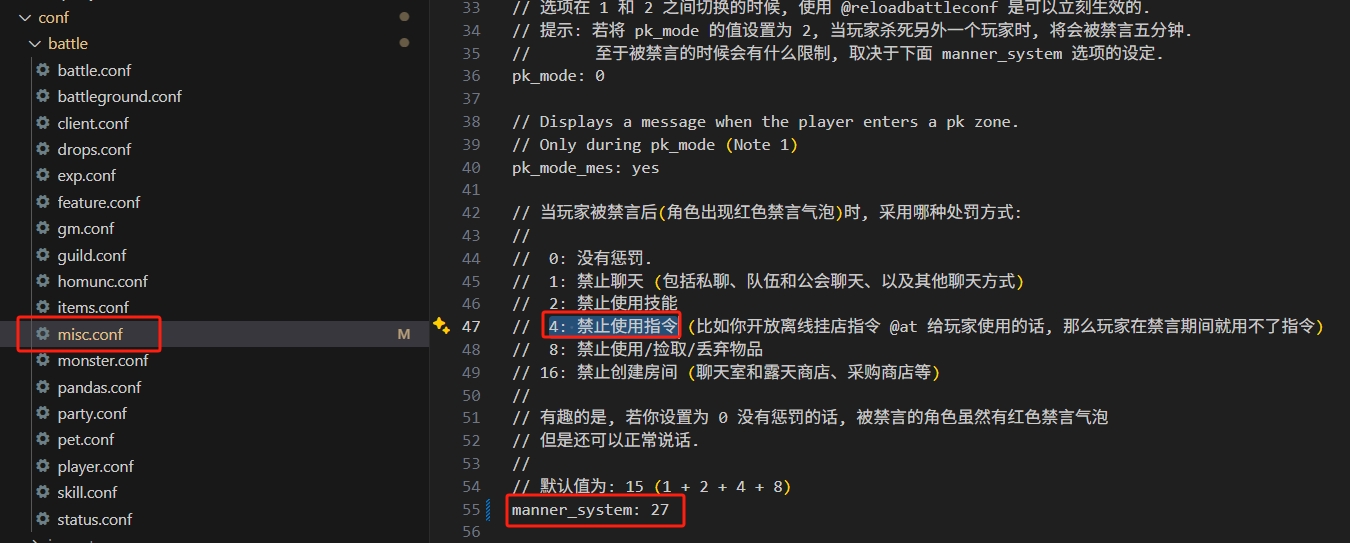 conf
battle
battle.conf
battleground.conf
client.conf
drops.conf
exp.conf
feature.conf
gm.conf
guild.conf
homunc.conf
items.conf
misc.conf M
monster.conf
pandas.conf
party.conf
pet.conf
player.conf
skill.conf
status.conf
33 // 选项在 1 和 2 之间切换的时候, 使用 @reloadbattleconf 是可以立刻生效的.
34 // 提示: 若将 pk_mode 的值设置为 2, 当玩家杀死另外一个玩家时, 将会被禁言五分钟.
35 // 至于被禁言的时候会有什么限制, 取决于下面 manner_system 选项的设定.
36 pk_mode: 0
37
38 // Displays a message when the player enters a pk zone.
39 // Only during pk_mode (Note 1)
40 pk_mode_mes: yes
41
42 // 当玩家被禁言后(角色出现红色禁言气泡)时, 采用哪种处罚方式:
43 //
44 // 0: 没有惩罚.
45 // 1: 禁止聊天 (包括私聊、队伍和公会聊天、以及其他聊天方式)
46 // 2: 禁止使用技能
47 // 4: 禁止使用指令 (比如你开放离线挂店指令 @at 给玩家使用的话, 那么玩家在禁言期间就用不了指令)
48 // 8: 禁止使用/捡取/丢弃物品
49 // 16: 禁止创建房间 (聊天室和露天商店、采购商店等)
50 //
51 // 有趣的是, 若你设置为 0 没有惩罚的话, 被禁言的角色虽然有红色禁言气泡
52 // 但是还可以正常说话.
53 //
54 // 默认值为: 15 (1 + 2 + 4 + 8)
55 manner_system: 27
56